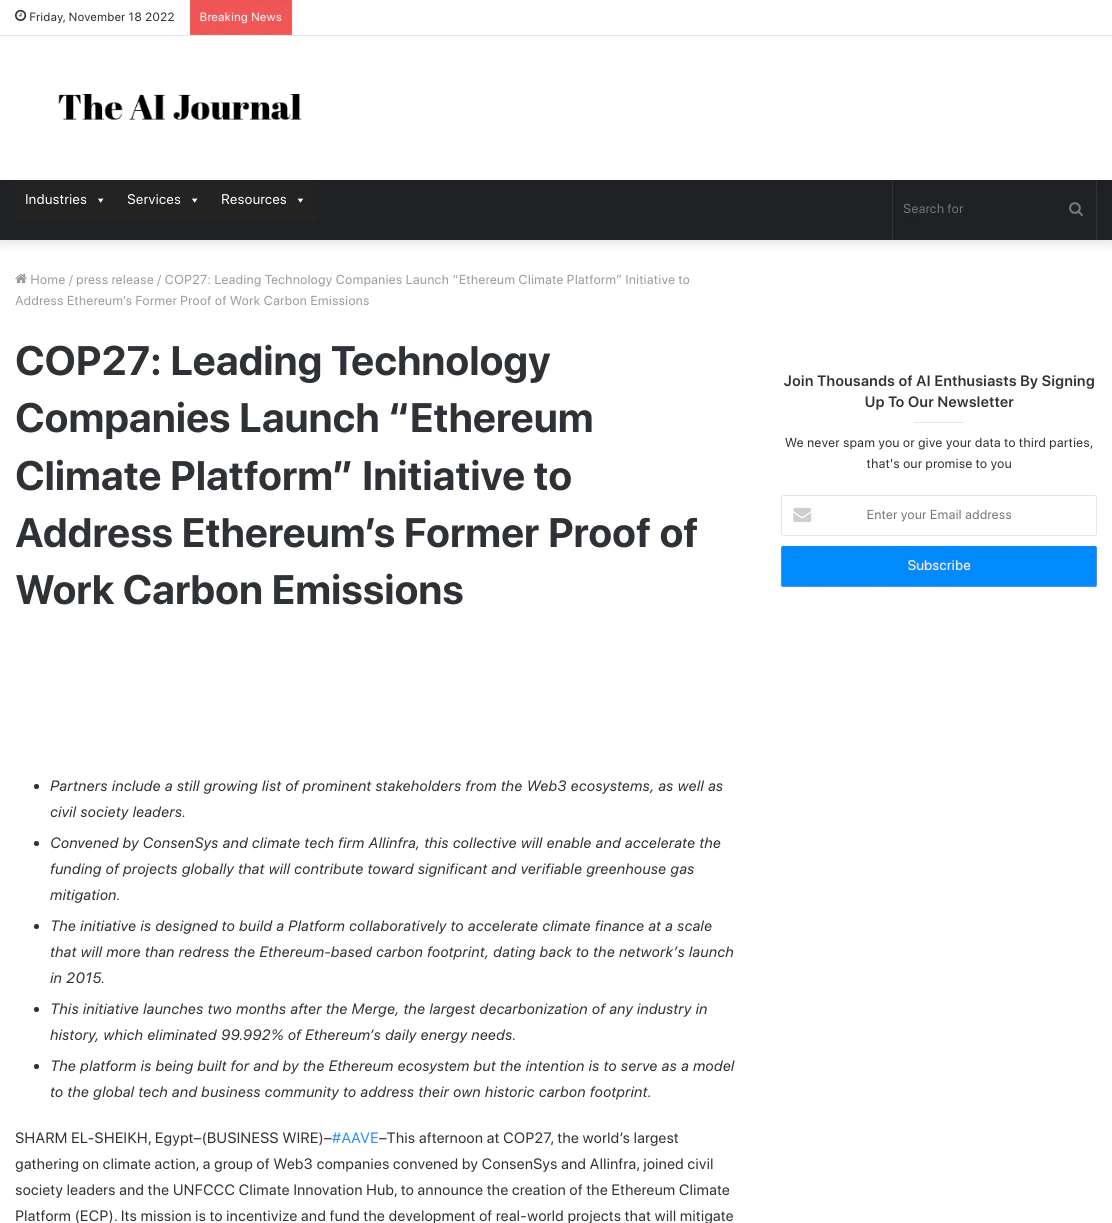 Friday, November 18 2022
Breaking News
The AI Journal
Industries
Services
Resources
Search for
Home / press release / COP27: Leading Technology Companies Launch “Ethereum Climate Platform” Initiative to
Address Ethereum’s Former Proof of Work Carbon Emissions
COP27: Leading Technology
Companies Launch “Ethereum
Climate Platform” Initiative to
Address Ethereum’s Former Proof of
Work Carbon Emissions
Join Thousands of AI Enthusiasts By Signing
Up To Our Newsletter
We never spam you or give your data to third parties,
that's our promise to you
Enter your Email address
Subscribe
• Partners include a still growing list of prominent stakeholders from the Web3 ecosystems, as well as
civil society leaders.
• Convened by ConsenSys and climate tech firm Allinfra, this collective will enable and accelerate the
funding of projects globally that will contribute toward significant and verifiable greenhouse gas
mitigation.
• The initiative is designed to build a Platform collaboratively to accelerate climate finance at a scale
that will more than redress the Ethereum-based carbon footprint, dating back to the network’s launch
in 2015.
• This initiative launches two months after the Merge, the largest decarbonization of any industry in
history, which eliminated 99.992% of Ethereum’s daily energy needs.
• The platform is being built for and by the Ethereum ecosystem but the intention is to serve as a model
to the global tech and business community to address their own historic carbon footprint.
SHARM EL-SHEIKH, Egypt–(BUSINESS WIRE)–#AAVE–This afternoon at COP27, the world’s largest
gathering on climate action, a group of Web3 companies convened by ConsenSys and Allinfra, joined civil
society leaders and the UNFCCC Climate Innovation Hub, to announce the creation of the Ethereum Climate
Platform (ECP). Its mission is to incentivize and fund the development of real-world projects that will mitigate